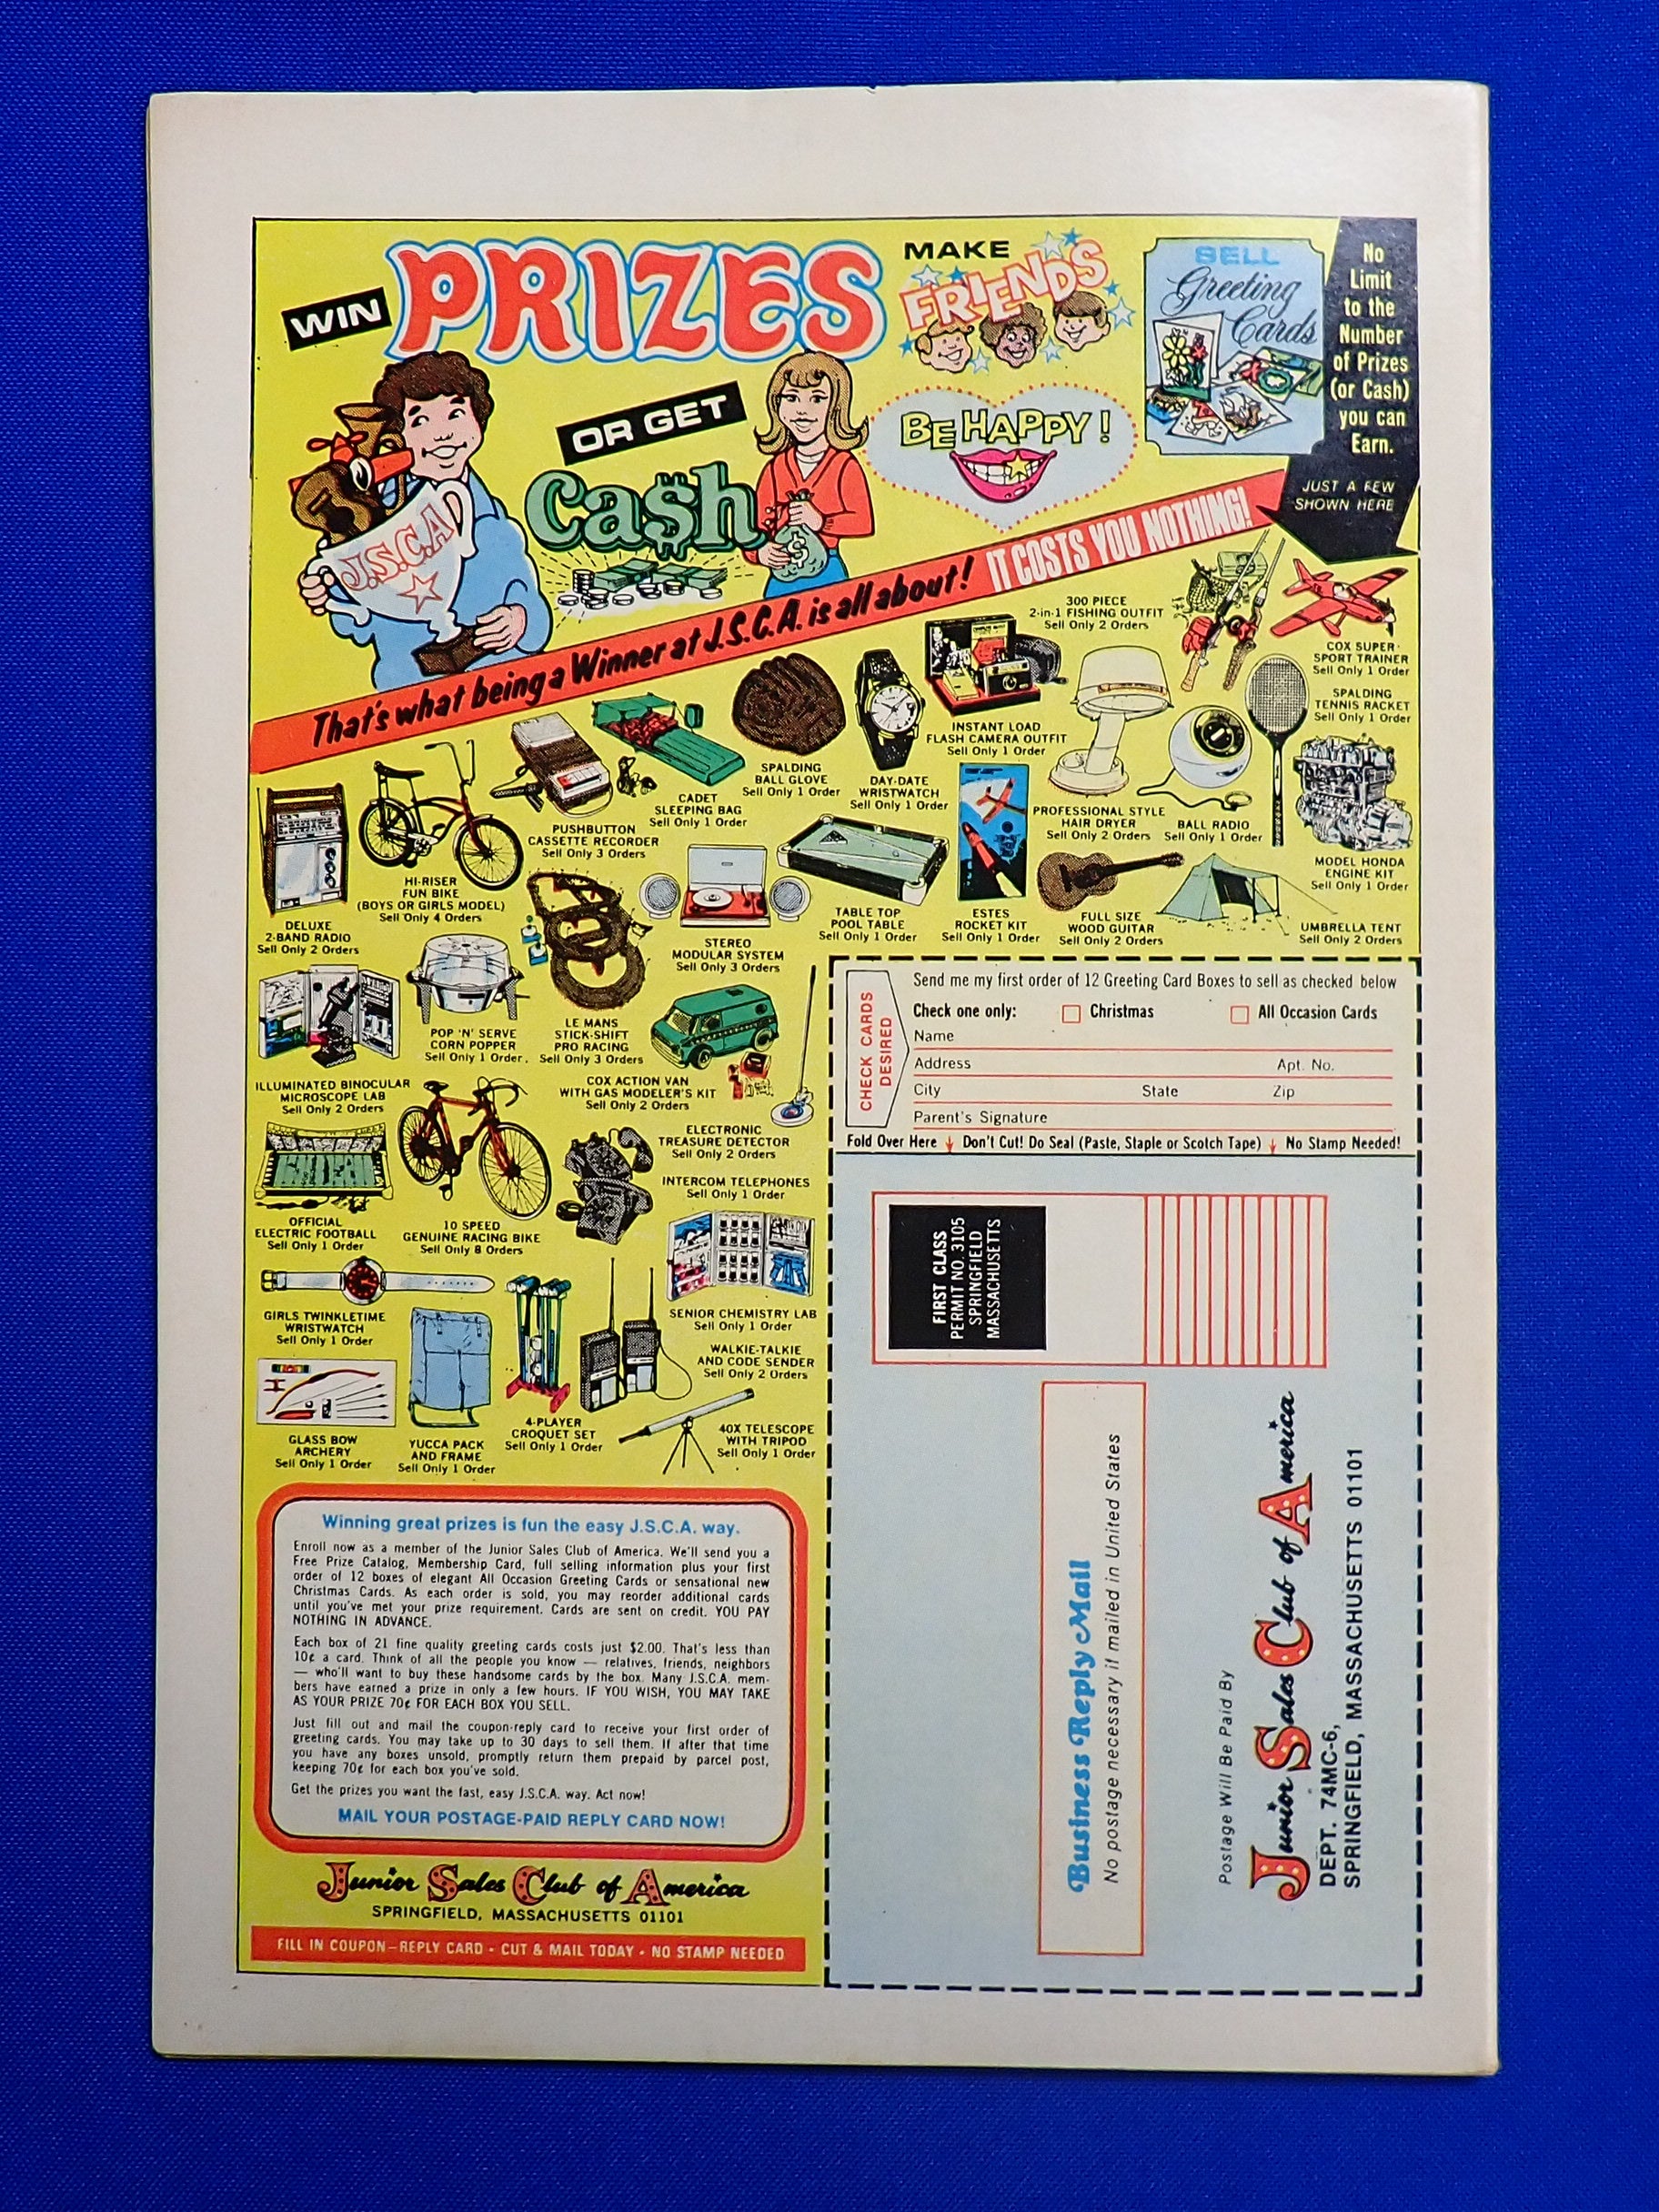 WIN PRIZES
OR GET
Ca$h
MAKE
FRIENDS
BE HAPPY!
SELL
Greeting
Cards
No
Limit
to the
Number
of Prizes
(or Cash)
you can
Earn.
JUST A FEW
SHOWN HERE
J.S.C.A.
$
That's what being a Winner at J.S.C.A. is all about! IT COSTS YOU NOTHING!
300 PIECE
2-in-1 FISHING OUTFIT
Sell Only 2 Orders
COX SUPER-
SPORT TRAINER
Sell Only 1 Order
SPALDING
TENNIS RACKET
Sell Only 1 Order
INSTANT LOAD
FLASH CAMERA OUTFIT
Sell Only 1 Order
SPALDING
BALL GLOVE
Sell Only 1 Order
DAY-DATE
WRISTWATCH
Sell Only 1 Order
CADET
SLEEPING BAG
Sell Only 1 Order
PUSHBUTTON
CASSETTE RECORDER
Sell Only 3 Orders
PROFESSIONAL STYLE
HAIR DRYER
Sell Only 2 Orders
BALL RADIO
Sell Only 1 Order
MODEL HONDA
ENGINE KIT
Sell Only 1 Order
HI-RISER
FUN BIKE
(BOYS OR GIRLS MODEL)
Sell Only 4 Orders
DELUXE
2-BAND RADIO
Sell Only 2 Orders
STEREO
MODULAR SYSTEM
Sell Only 3 Orders
TABLE TOP
POOL TABLE
Sell Only 1 Order
ESTES
ROCKET KIT
Sell Only 1 Order
FULL SIZE
WOOD GUITAR
Sell Only 2 Orders
UMBRELLA TENT
Sell Only 2 Orders
POP 'N' SERVE
CORN POPPER
Sell Only 1 Order
LE MANS
STICK-SHIFT
PRO RACING
Sell Only 3 Orders
ILLUMINATED BINOCULAR
MICROSCOPE LAB
Sell Only 2 Orders
COX ACTION VAN
WITH GAS MODELER'S KIT
Sell Only 2 Orders
ELECTRONIC
TREASURE DETECTOR
Sell Only 2 Orders
INTERCOM TELEPHONES
Sell Only 1 Order
OFFICIAL
ELECTRIC FOOTBALL
Sell Only 1 Order
10 SPEED
GENUINE RACING BIKE
Sell Only 8 Orders
GIRLS TWINKLETIME
WRISTWATCH
Sell Only 1 Order
SENIOR CHEMISTRY LAB
Sell Only 1 Order
WALKIE-TALKIE
AND CODE SENDER
Sell Only 2 Orders
GLASS BOW
ARCHERY
Sell Only 1 Order
YUCCA PACK
AND FRAME
Sell Only 1 Order
4-PLAYER
CROQUET SET
Sell Only 1 Order
40X TELESCOPE
WITH TRIPOD
Sell Only 1 Order
Winning great prizes is fun the easy J.S.C.A. way.
Enroll now as a member of the Junior Sales Club of America. We'll send you a
Free Prize Catalog, Membership Card, full selling information plus your first
order of 12 boxes of elegant All Occasion Greeting Cards or sensational new
Christmas Cards. As each order is sold, you may reorder additional cards
until you've met your prize requirement. Cards are sent on credit. YOU PAY
NOTHING IN ADVANCE.
Each box of 21 fine quality greeting cards costs just $2.00. That's less than
10¢ a card. Think of all the people you know — relatives, friends, neighbors
— who'll want to buy these handsome cards by the box. Many J.S.C.A. mem-
bers have earned a prize in only a few hours. IF YOU WISH, YOU MAY TAKE
AS YOUR PRIZE 70¢ FOR EACH BOX YOU SELL.
Just fill out and mail the coupon-reply card to receive your first order of
greeting cards. You may take up to 30 days to sell them. If after that time
you have any boxes unsold, promptly return them prepaid by parcel post,
keeping 70¢ for each box you've sold.
Get the prizes you want the fast, easy J.S.C.A. way. Act now!
MAIL YOUR POSTAGE-PAID REPLY CARD NOW!
Junior Sales Club of America
SPRINGFIELD, MASSACHUSETTS 01101
FILL IN COUPON—REPLY CARD • CUT & MAIL TODAY • NO STAMP NEEDED
CHECK CARDS
DESIRED
Send me my first order of 12 Greeting Card Boxes to sell as checked below
Check one only: Christmas All Occasion Cards
Name
Address Apt. No.
City State Zip
Parent's Signature
Fold Over Here Don't Cut! Do Seal (Paste, Staple or Scotch Tape) No Stamp Needed!
FIRST CLASS
PERMIT NO. 3105
SPRINGFIELD
MASSACHUSETTS
Business Reply Mail
No postage necessary if mailed in United States
Postage Will Be Paid By
Junior Sales Club of America
DEPT. 74MC-6,
SPRINGFIELD, MASSACHUSETTS 01101